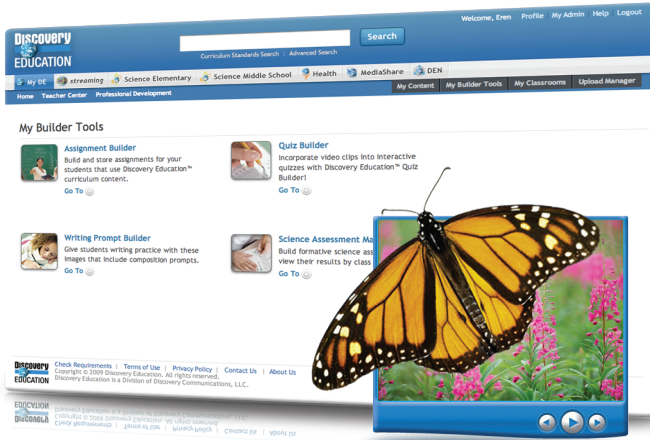 Discovery
EDUCATION
Welcome, Eren Profile | My Admin | Help | Logout
Search
Curriculum Standards Search | Advanced Search
My DE streaming Science Elementary Science Middle School Health MediaShare DEN
Home Teacher Center Professional Development
My Content My Builder Tools My Classrooms Upload Manager
My Builder Tools
Assignment Builder
Build and store assignments for your
students that use Discovery Education™
curriculum content.
Go To
Quiz Builder
Incorporate video clips into interactive
quizzes with Discovery Education™ Quiz
Builder!
Go To
Writing Prompt Builder
Give students writing practice with these
images that include composition prompts.
Go To
Science Assessment Ma
Build formative science ass
view their results by class
Go To
Discovery
EDUCATION
Check Requirements | Terms of Use | Privacy Policy | Contact Us | About Us
Copyright © 2009 Discovery Education. All rights reserved.
Discovery Education is a Division of Discovery Communications, LLC.